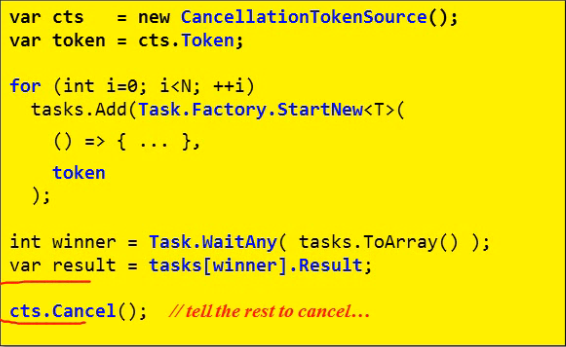 var cts   = new CancellationTokenSource();
var token = cts.Token;
for (int i=0; i<N; ++i)
  tasks.Add(Task.Factory.StartNew<T>(
    () => { ... },
    token
  );
int winner = Task.WaitAny( tasks.ToArray() );
var result = tasks[winner].Result;
cts.Cancel();  // tell the rest to cancel…